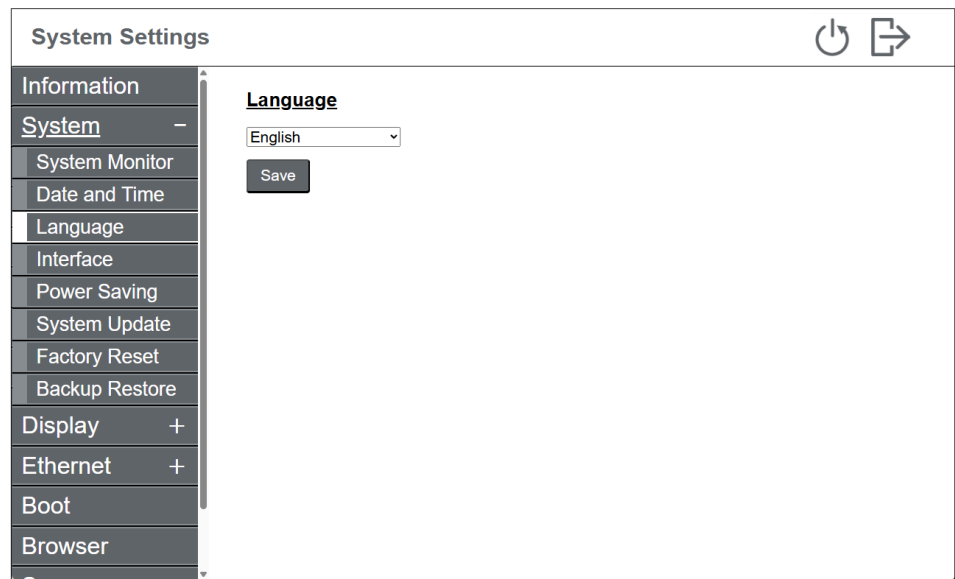 System Settings
Information
System −
System Monitor
Date and Time
Language
Interface
Power Saving
System Update
Factory Reset
Backup Restore
Display +
Ethernet +
Boot
Browser
Language
English
Save